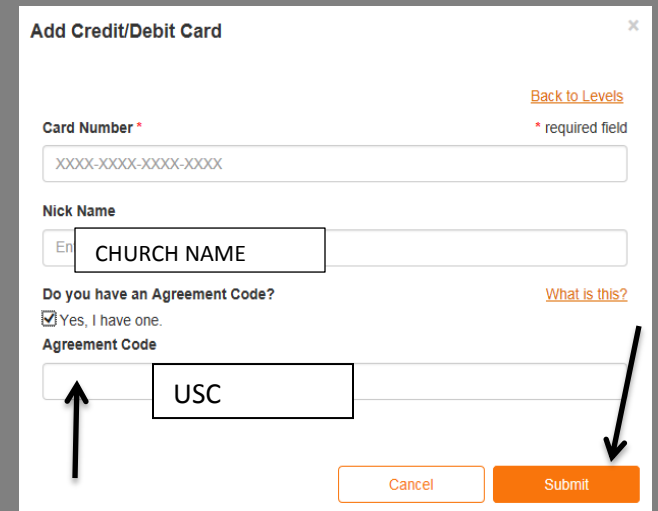 Add Credit/Debit Card ×
Back to Levels
Card Number * * required field
XXXX-XXXX-XXXX-XXXX
Nick Name
CHURCH NAME
Do you have an Agreement Code? What is this?
Yes, I have one.
Agreement Code
USC
Cancel Submit